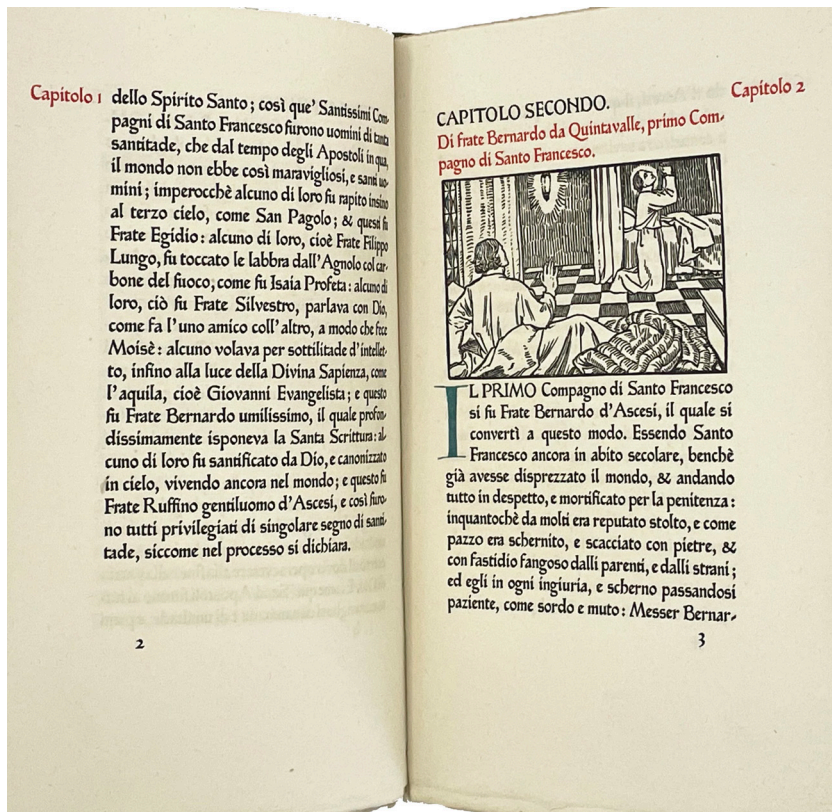 Capitolo 1
dello Spirito Santo; così que' Santissimi Com-
pagni di Santo Francesco furono uomini di tanta
santitade, che dal tempo degli Apostoli in qua,
il mondo non ebbe così maravigliosi, e santi uo-
mini; imperocchè alcuno di loro fu rapito insino
al terzo cielo, come San Pagolo; & questi fu
Frate Egidio: alcuno di loro, cioè Frate Filippo
Lungo, fu toccato le labbra dall'Agnolo col car-
bone del fuoco, come fu Isaia Profeta: alcuno di
loro, ciò fu Frate Silvestro, parlava con Dio,
come fa l'uno amico coll'altro, a modo che fece
Moisè: alcuno volava per sottilitade d'intellet-
to, infino alla luce della Divina Sapienza, come
l'aquila, cioè Giovanni Evangelista; e questo
fu Frate Bernardo umilissimo, il quale profon-
dissimamente isponeva la Santa Scrittura: al-
cuno di loro fu santificato da Dio, e canonizzato
in cielo, vivendo ancora nel mondo; e questo fu
Frate Ruffino gentiluomo d'Ascesi, e così furo-
no tutti privilegiati di singolare segno di santi-
tade, siccome nel processo si dichiara.
2
Capitolo 2
CAPITOLO SECONDO.
Di frate Bernardo da Quintavalle, primo Com-
pagno di Santo Francesco.
IL PRIMO Compagno di Santo Francesco
si fu Frate Bernardo d'Ascesi, il quale si
convertì a questo modo. Essendo Santo
Francesco ancora in abito secolare, benchè
già avesse disprezzato il mondo, & andando
tutto in despetto, e mortificato per la penitenza:
inquantochè da molti era reputato stolto, e come
pazzo era schernito, e scacciato con pietre, &
con fastidio fangoso dalli parenti, e dalli strani;
ed egli in ogni ingiuria, e scherno passandosi
paziente, come sordo e muto: Messer Bernar-
3